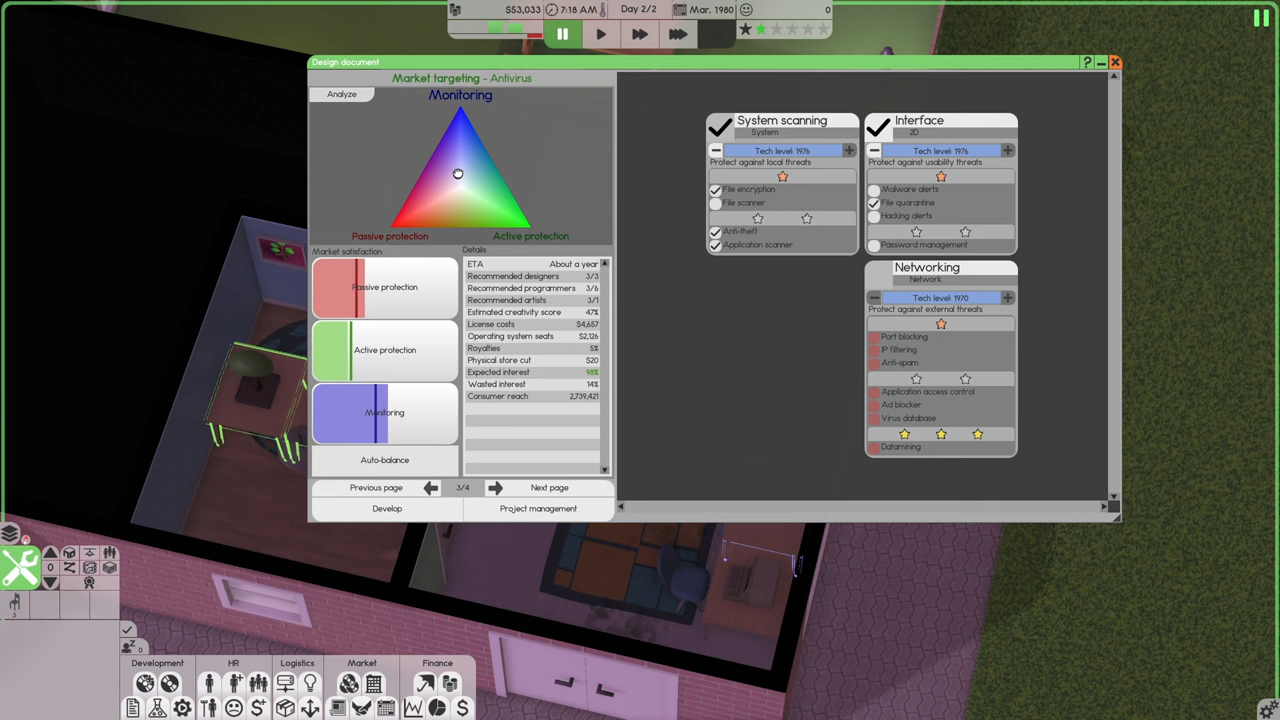 $53,033
7:18 AM
Day 2/2
Mar. 1980
0
Design document
?
Market targeting - Antivirus
Analyze
Monitoring
Passive protection
Active protection
Market satisfaction
Passive protection
Active protection
Monitoring
Auto-balance
Details
ETA About a year
Recommended designers 3/3
Recommended programmers 3/6
Recommended artists 3/1
Estimated creativity score 47%
License costs $4,657
Operating system seats $2,126
Royalties 5%
Physical store cut $20
Expected interest 98%
Wasted interest 14%
Consumer reach 2,739,421
Previous page 3/4 Next page
Develop Project management
System scanning
System
Tech level: 1976
Protect against local threats
File encryption
File scanner
Anti-theft
Application scanner
Interface
2D
Tech level: 1976
Protect against usability threats
Malware alerts
File quarantine
Hacking alerts
Password management
Networking
Network
Tech level: 1970
Protect against external threats
Port blocking
IP filtering
Anti-spam
Application access control
Ad blocker
Virus database
Datamining
0
3
0
Development HR Logistics Market Finance